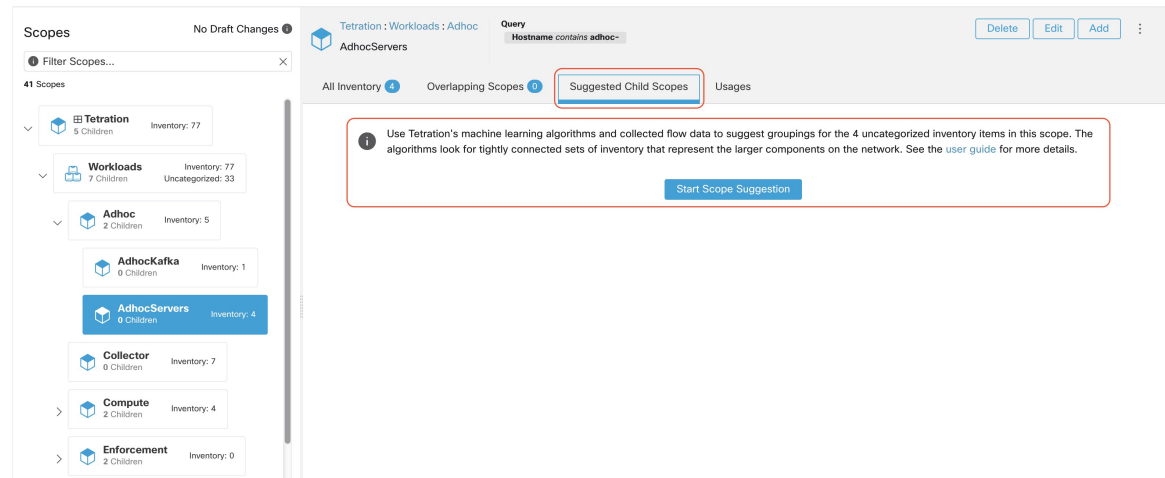 Scopes
No Draft Changes
Filter Scopes...
41 Scopes
Tetration
5 Children
Inventory: 77
Workloads
7 Children
Inventory: 77
Uncategorized: 33
Adhoc
2 Children
Inventory: 5
AdhocKafka
0 Children
Inventory: 1
AdhocServers
0 Children
Inventory: 4
Collector
0 Children
Inventory: 7
Compute
2 Children
Inventory: 4
Enforcement
2 Children
Inventory: 0
Tetration : Workloads : Adhoc
AdhocServers
Query
Hostname contains adhoc-
Delete
Edit
Add
All Inventory 4
Overlapping Scopes 0
Suggested Child Scopes
Usages
Use Tetration's machine learning algorithms and collected flow data to suggest groupings for the 4 uncategorized inventory items in this scope. The
algorithms look for tightly connected sets of inventory that represent the larger components on the network. See the user guide for more details.
Start Scope Suggestion